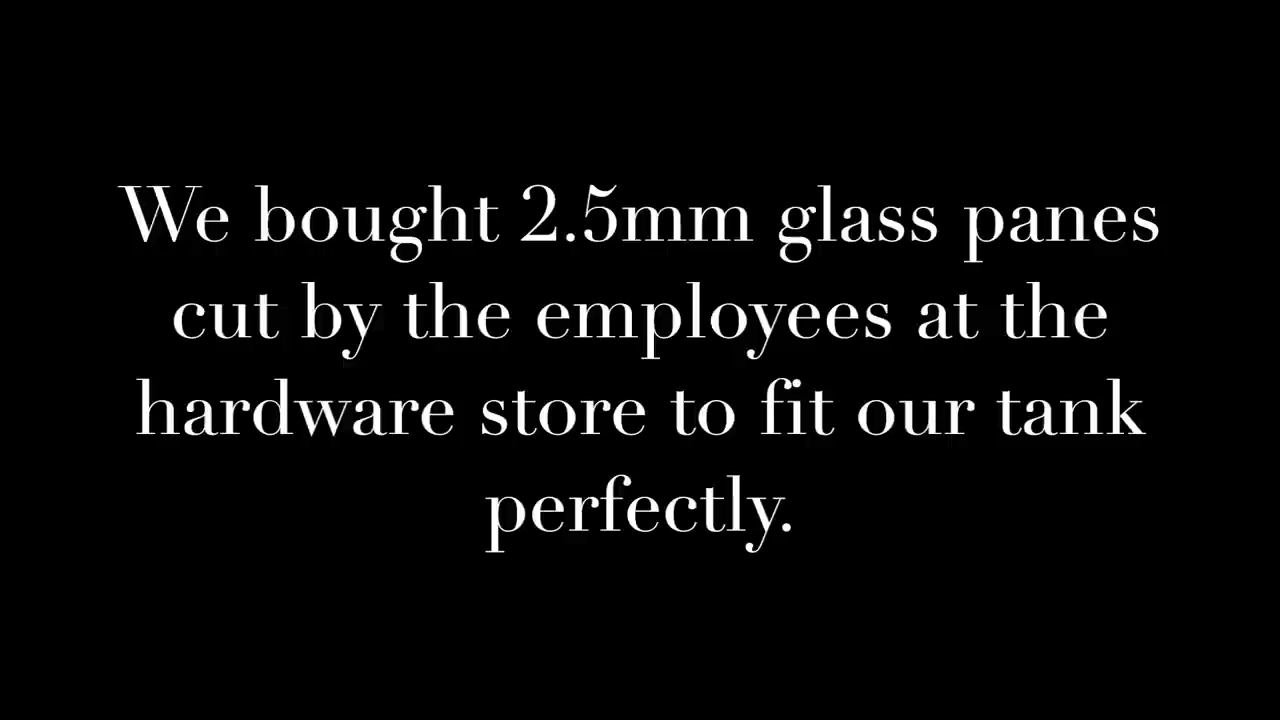 We bought 2.5mm glass panes
cut by the employees at the
hardware store to fit our tank
perfectly.